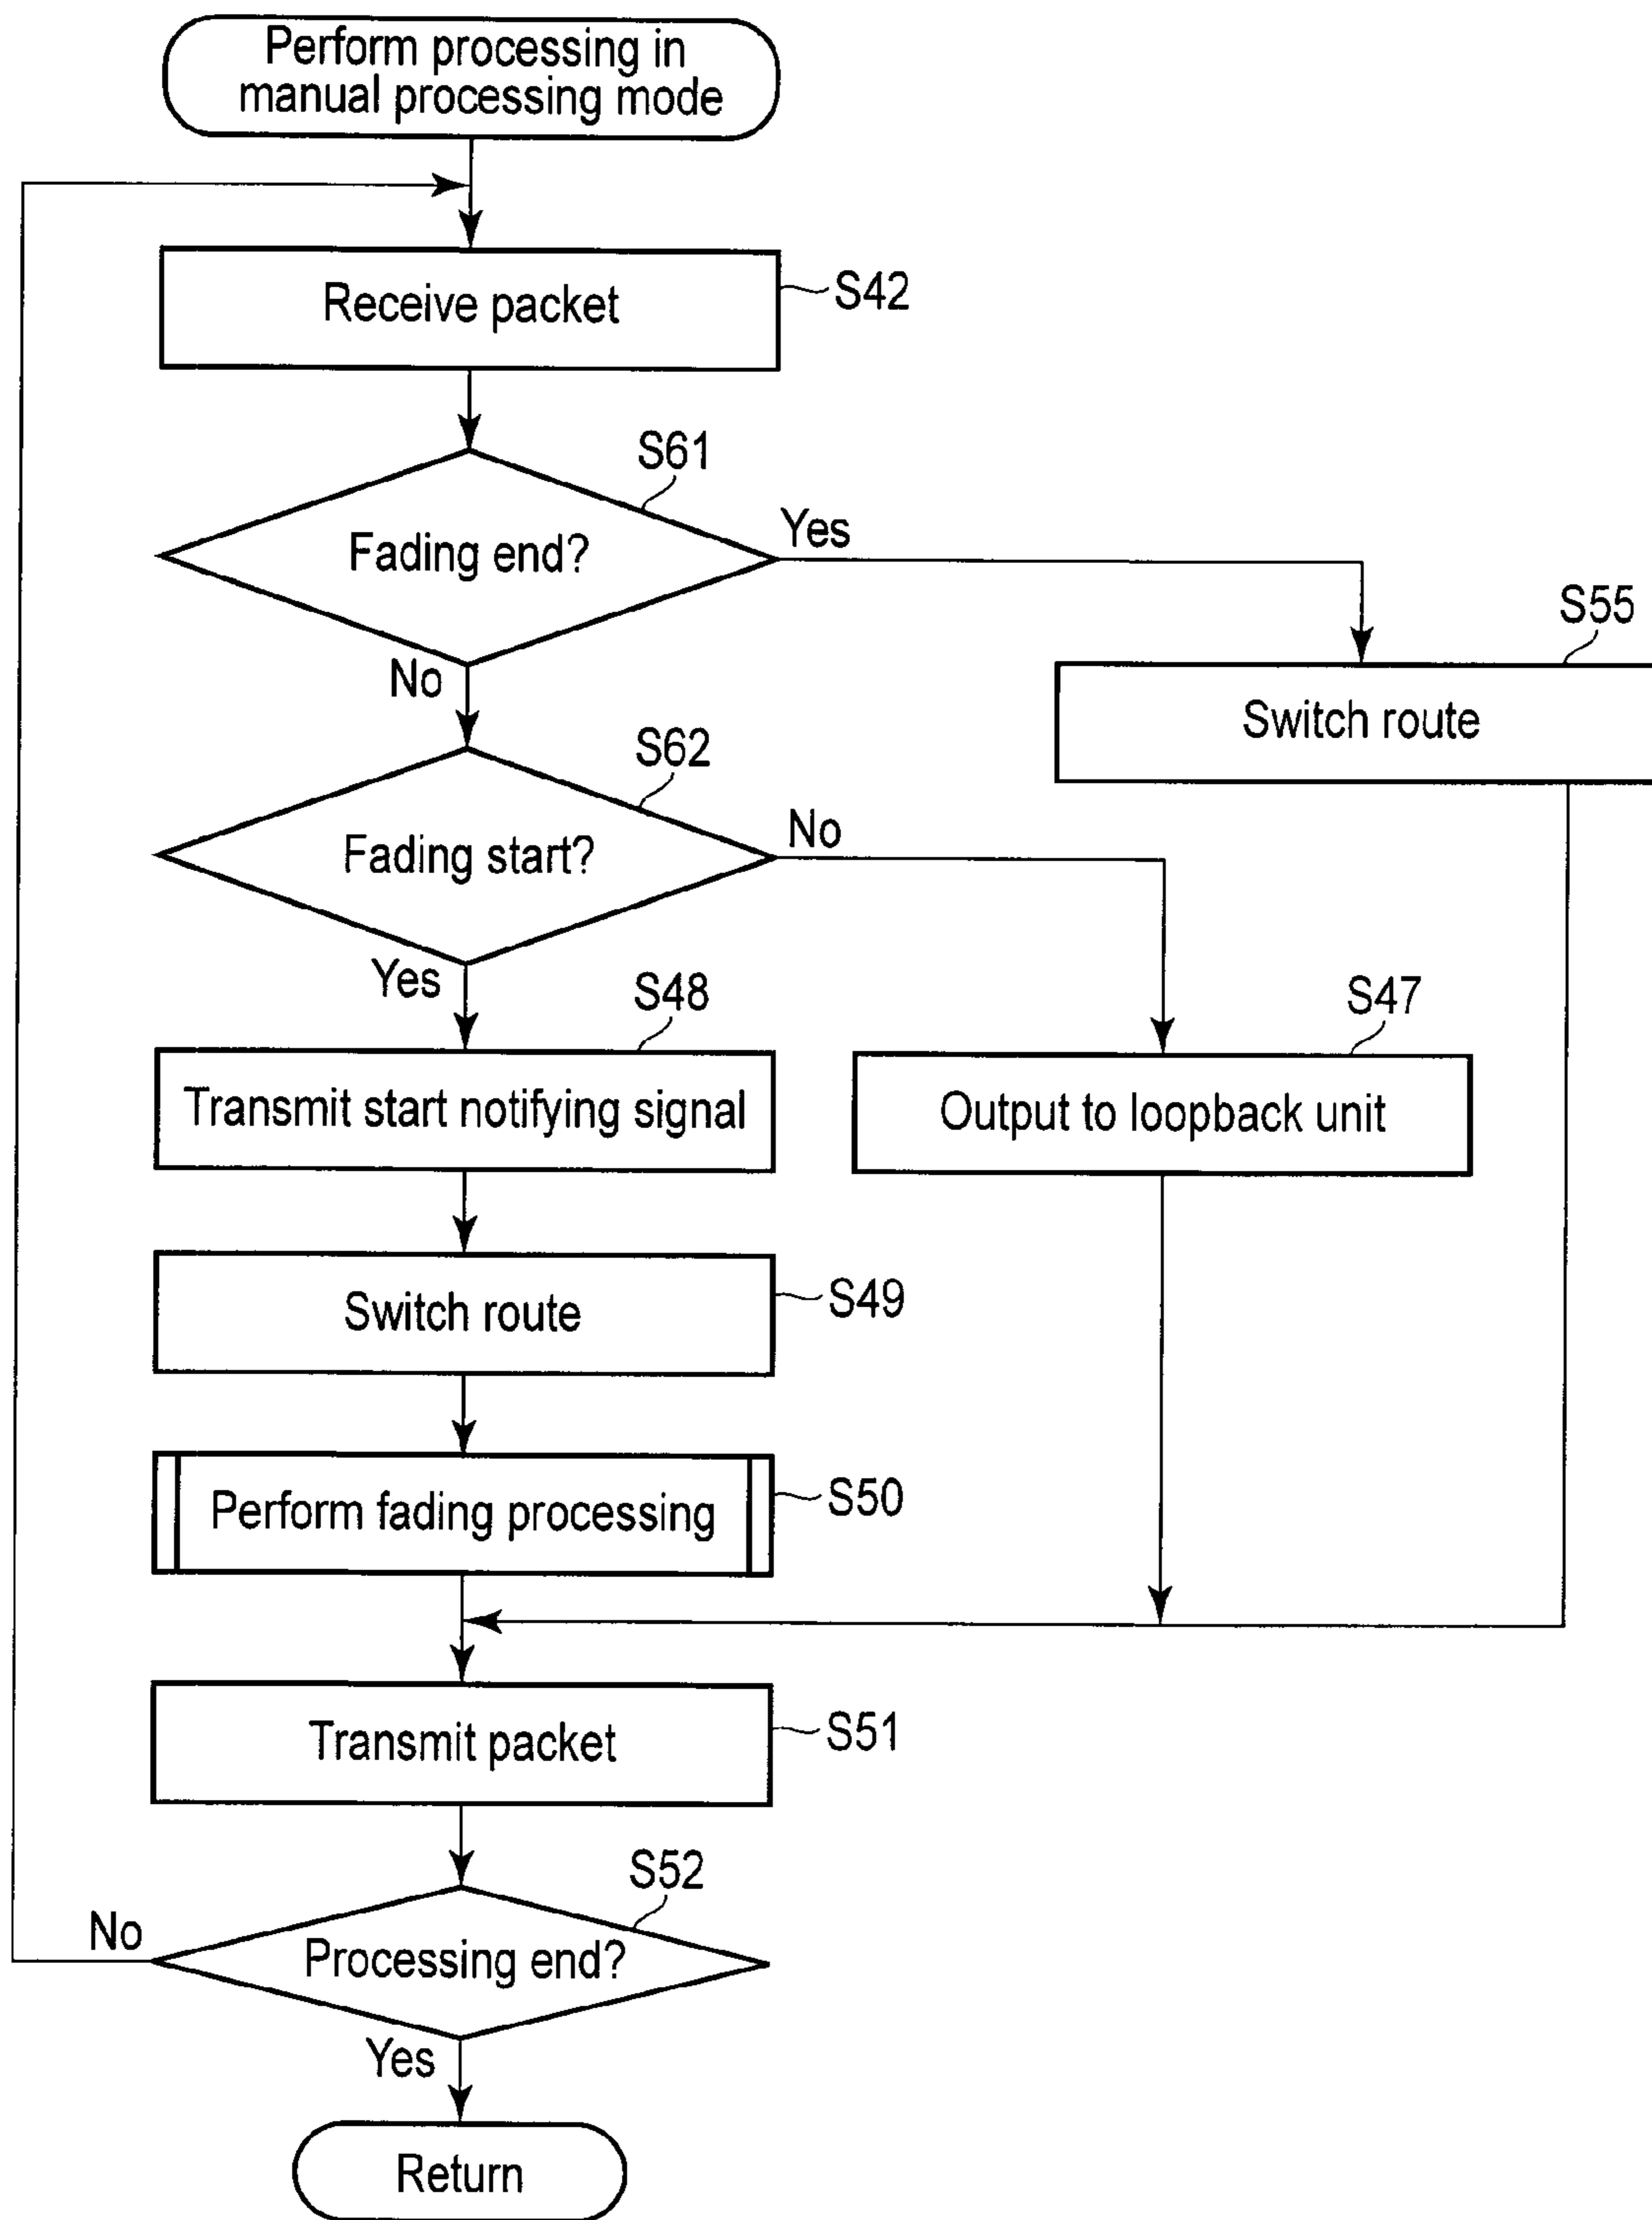 Perform processing in
manual processing mode
Receive packet
S42
S61
Fading end?
Yes
No
S55
Switch route
S62
Fading start?
No
Yes
S48
Transmit start notifying signal
S47
Output to loopback unit
Switch route
S49
Perform fading processing
S50
Transmit packet
S51
S52
No
Processing end?
Yes
Return